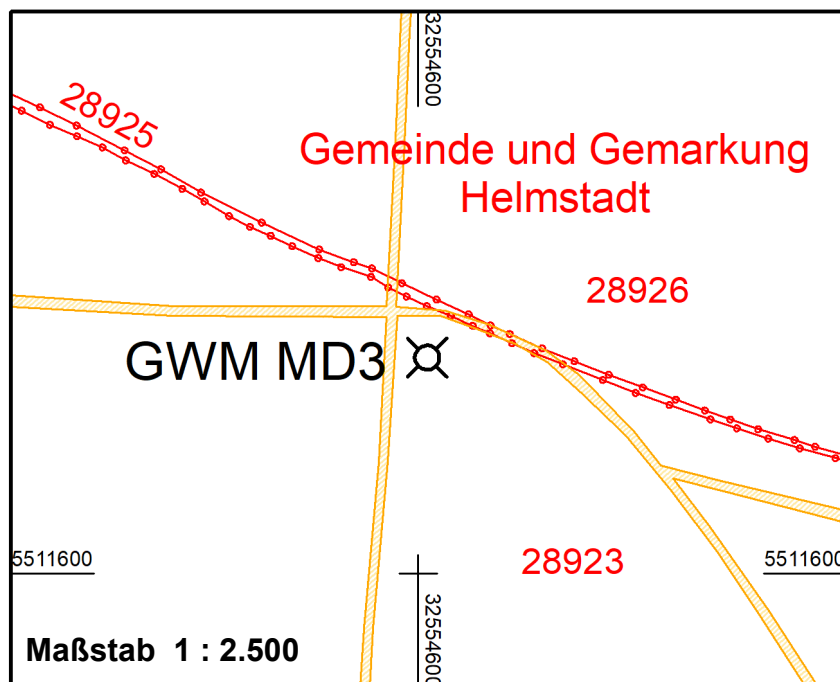 32554600
28925
Gemeinde und Gemarkung
Helmstadt
28926
GWM MD3
5511600
5511600
28923
32554600
Maßstab 1 : 2.500